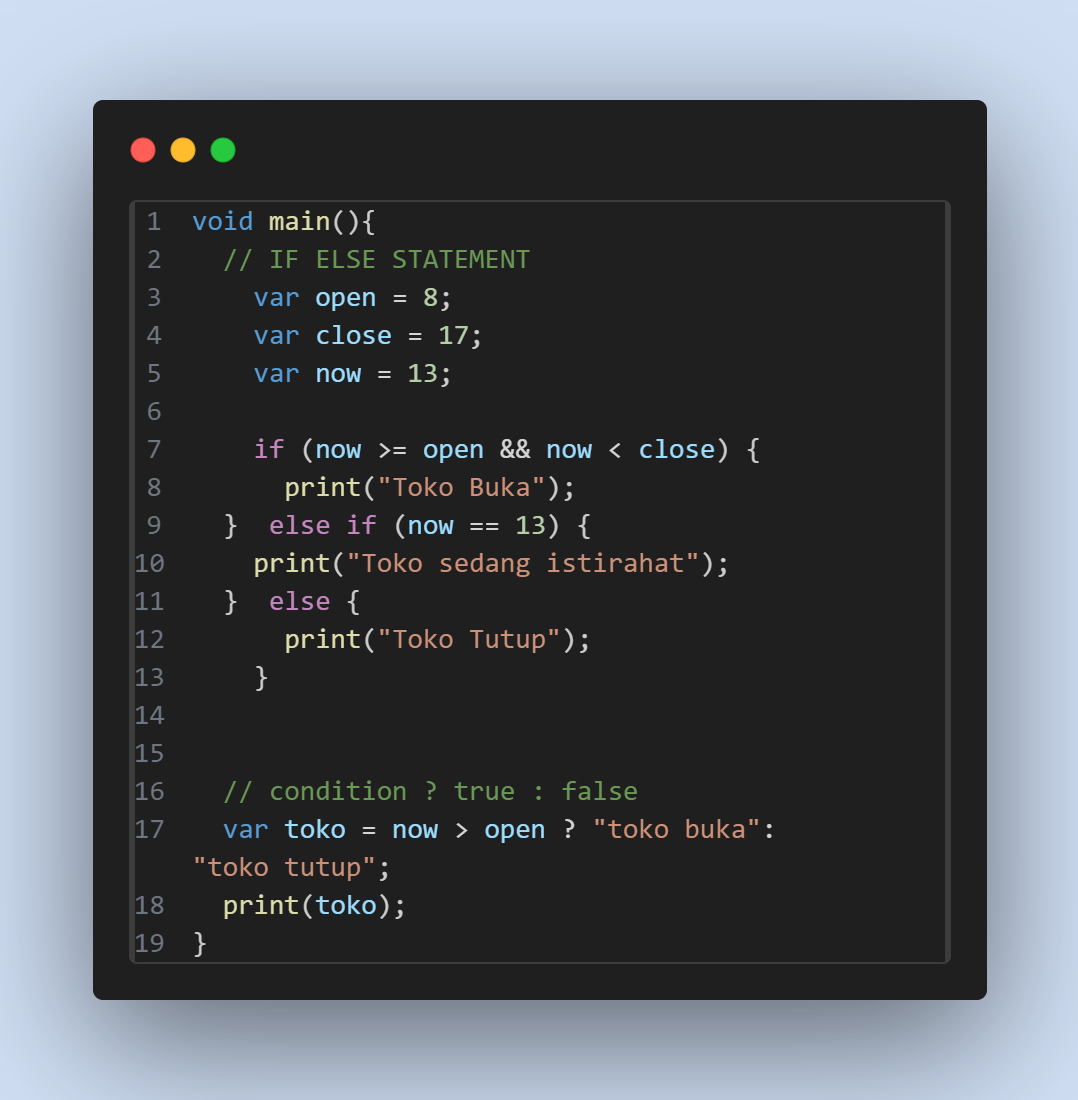 1 void main(){
2   // IF ELSE STATEMENT
3     var open = 8;
4     var close = 17;
5     var now = 13;
6
7     if (now >= open && now < close) {
8       print("Toko Buka");
9   }  else if (now == 13) {
10     print("Toko sedang istirahat");
11   }  else {
12       print("Toko Tutup");
13     }
14
15
16   // condition ? true : false
17   var toko = now > open ? "toko buka":
"toko tutup";
18   print(toko);
19 }